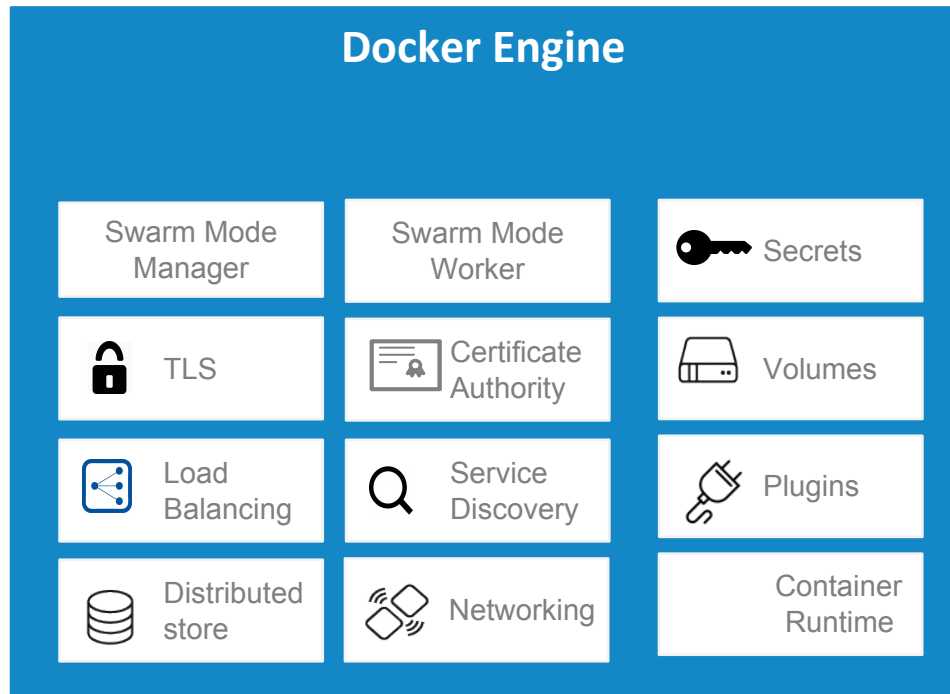 Docker Engine
Swarm Mode
Manager
Swarm Mode
Worker
Secrets
TLS
Certificate
Authority
Volumes
Load
Balancing
Service
Discovery
Plugins
Distributed
store
Networking
Container
Runtime